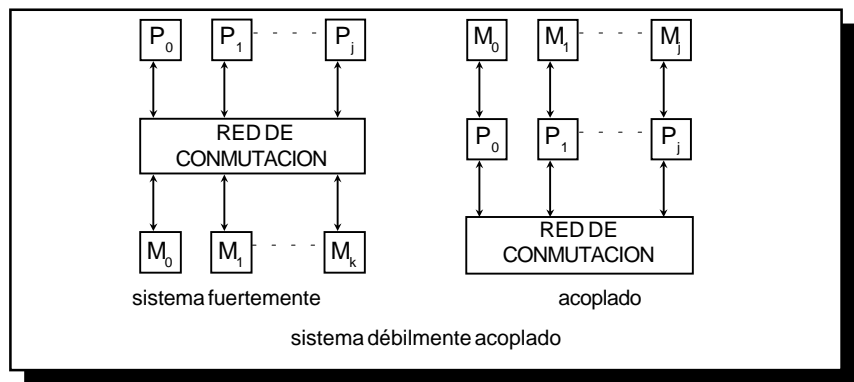 P0 P1 - - - - Pj
RED DE
CONMUTACION
M0 M1 - - - - Mk
sistema fuertemente
M0 M1 - - - - Mj
P0 P1 - - - - Pj
RED DE
CONMUTACION
acoplado
sistema débilmente acoplado